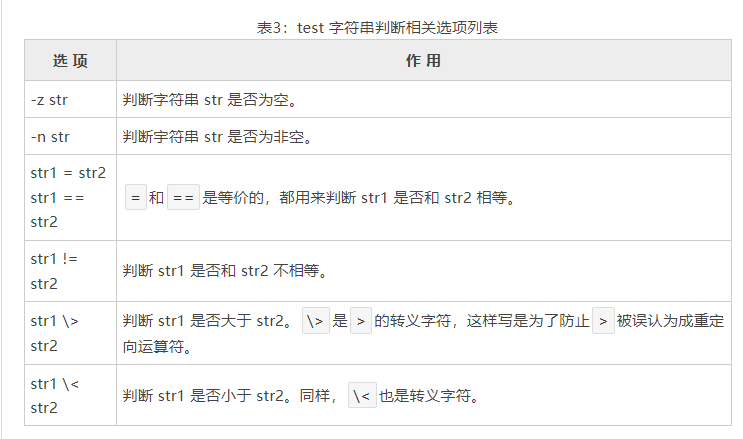 表3：test 字符串判断相关选项列表
选 项 作 用
-z str 判断字符串 str 是否为空。
-n str 判断宇符串 str 是否为非空。
str1 = str2
str1 ==
str2
=和==是等价的，都用来判断 str1 是否和 str2 相等。
str1 !=
str2
判断 str1 是否和 str2 不相等。
str1 \>
str2
判断 str1 是否大于 str2。\>是>的转义字符，这样写是为了防止>被误认为成重定
向运算符。
str1 \<
str2
判断 str1 是否小于 str2。同样，\<也是转义字符。